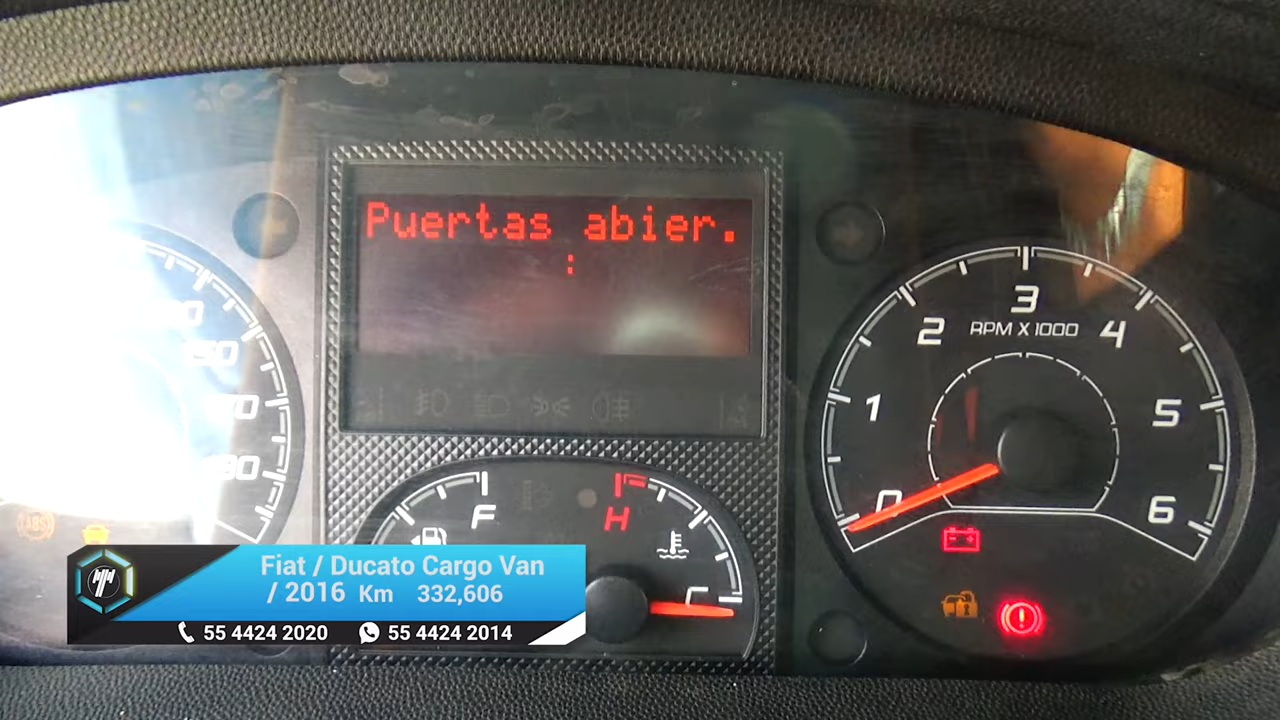 Puertas abier.
:
150
3
2
RPM X 1000
4
1
5
0
6
F
H
C
ABS
Fiat / Ducato Cargo Van
/ 2016 Km 332,606
55 4424 2020 55 4424 2014